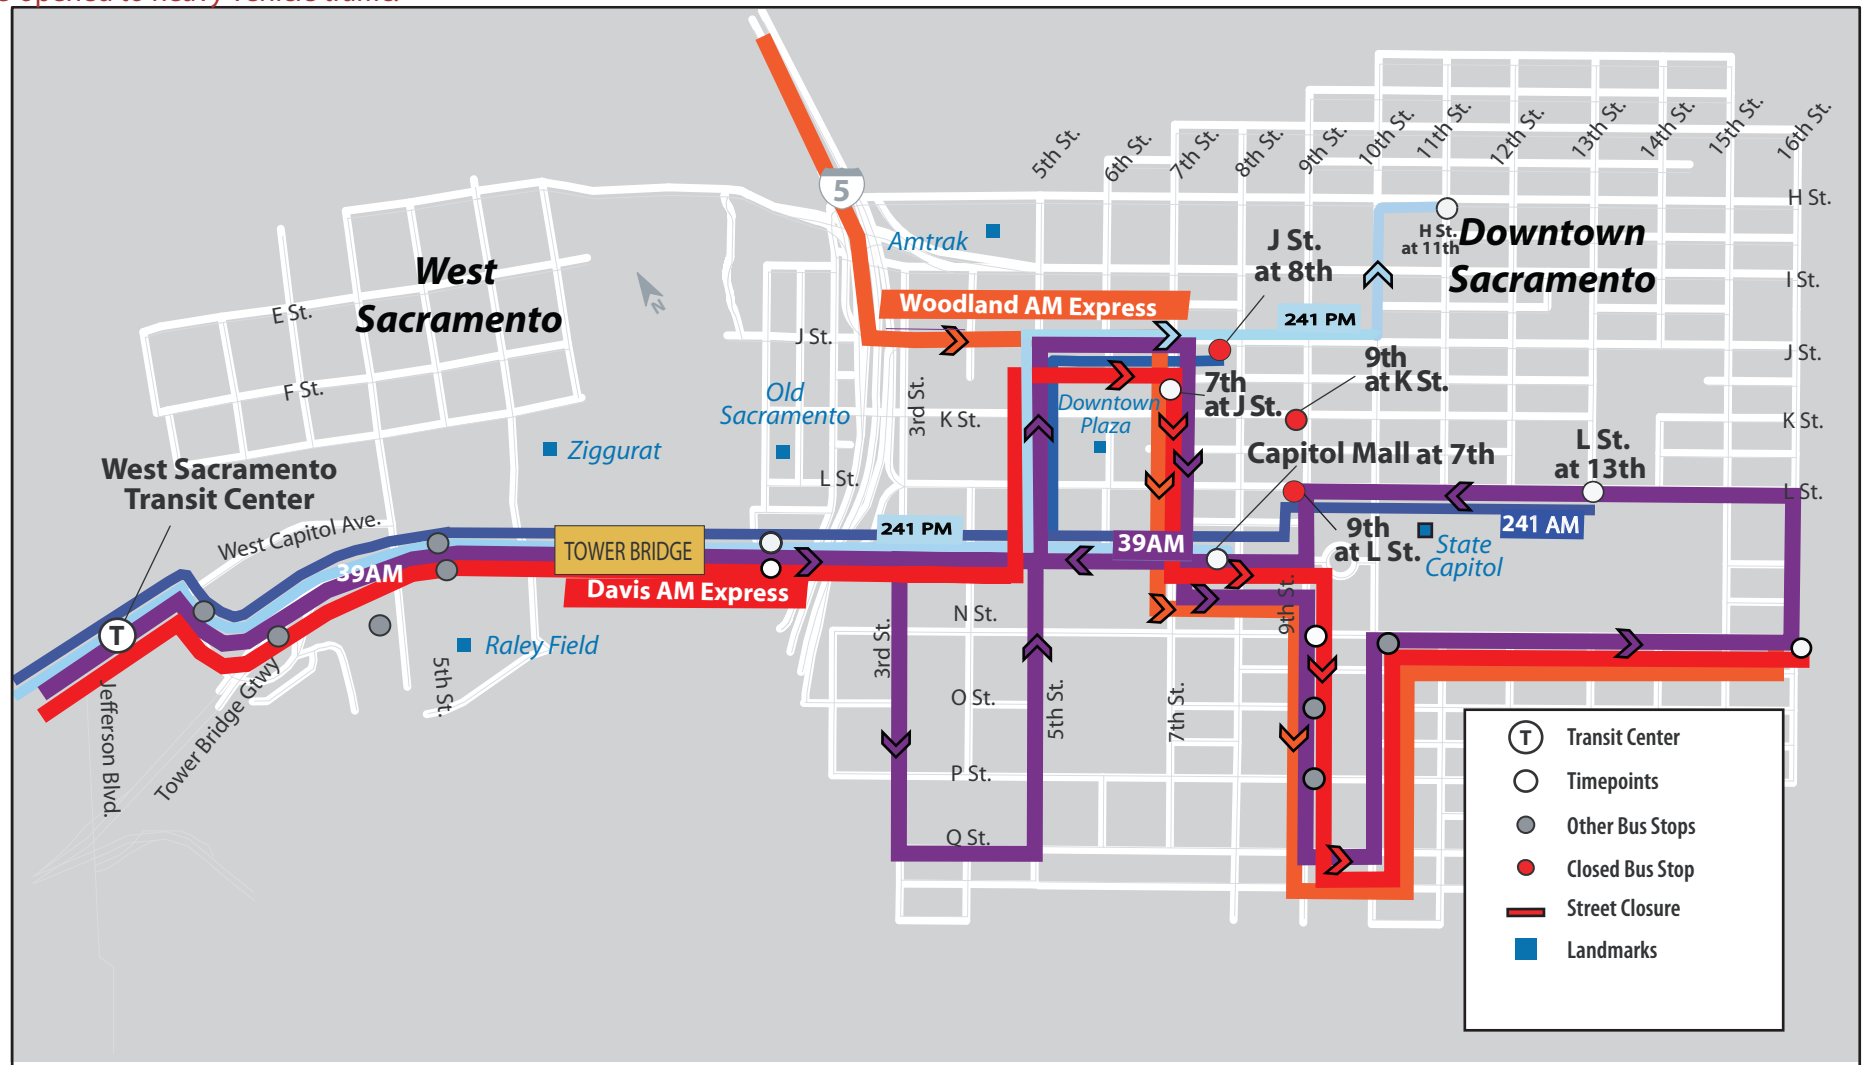 5th St.
6th St.
7th St.
8th St.
9th St.
10th St.
11th St.
12th St.
13th St.
14th St.
15th St.
16th St.
5
H St.
Amtrak
H St.
at 11th
Downtown
Sacramento
J St.
at 8th
West
Sacramento
N
I St.
E St.
Woodland AM Express
241 PM
J St.
J St.
9th
at K St.
7th
at J St.
F St.
Old
Sacramento
3rd St.
K St.
Downtown
Plaza
K St.
Ziggurat
Capitol Mall at 7th
L St.
at 13th
West Sacramento
Transit Center
L St.
L St.
West Capitol Ave.
241 PM
9th
at L St.
241 AM
State
Capitol
TOWER BRIDGE
39AM
39AM
Davis AM Express
9th St.
N St.
Raley Field
3rd St.
5th St.
Jefferson Blvd.
Tower Bridge Gtwy
T
O St.
5th St.
7th St.
P St.
Q St.
T
Transit Center
Timepoints
Other Bus Stops
Closed Bus Stop
Street Closure
Landmarks